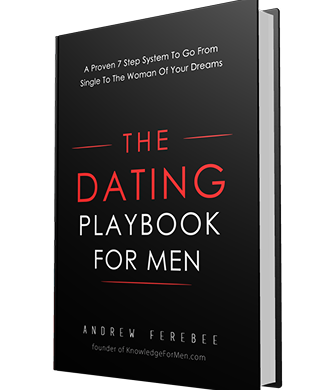 A Proven 7 Step System To Go From
Single To The Woman Of Your Dreams
THE
DATING
PLAYBOOK
FOR MEN
ANDREW FEREBEE
founder of KnowledgeForMen.com